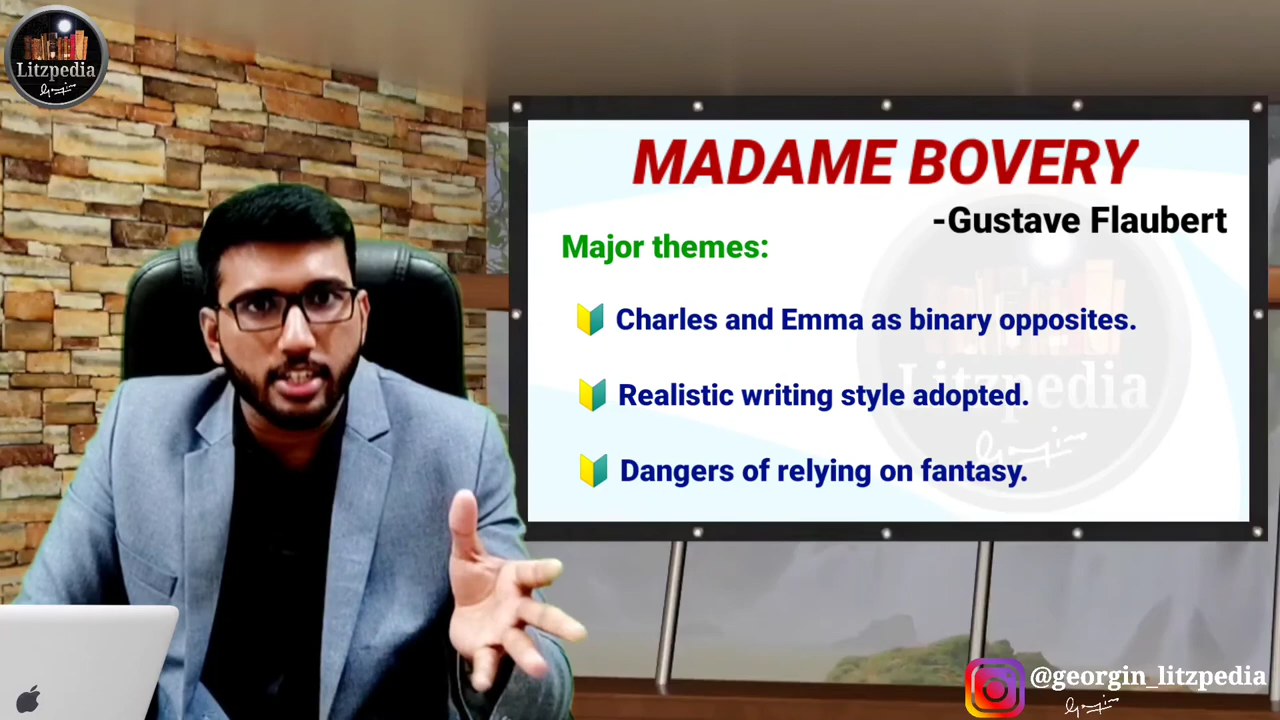 Litzpedia
MADAME BOVERY
-Gustave Flaubert
Major themes:
Charles and Emma as binary opposites.
Realistic writing style adopted.
Dangers of relying on fantasy.
Litzpedia
@georgin_litzpedia